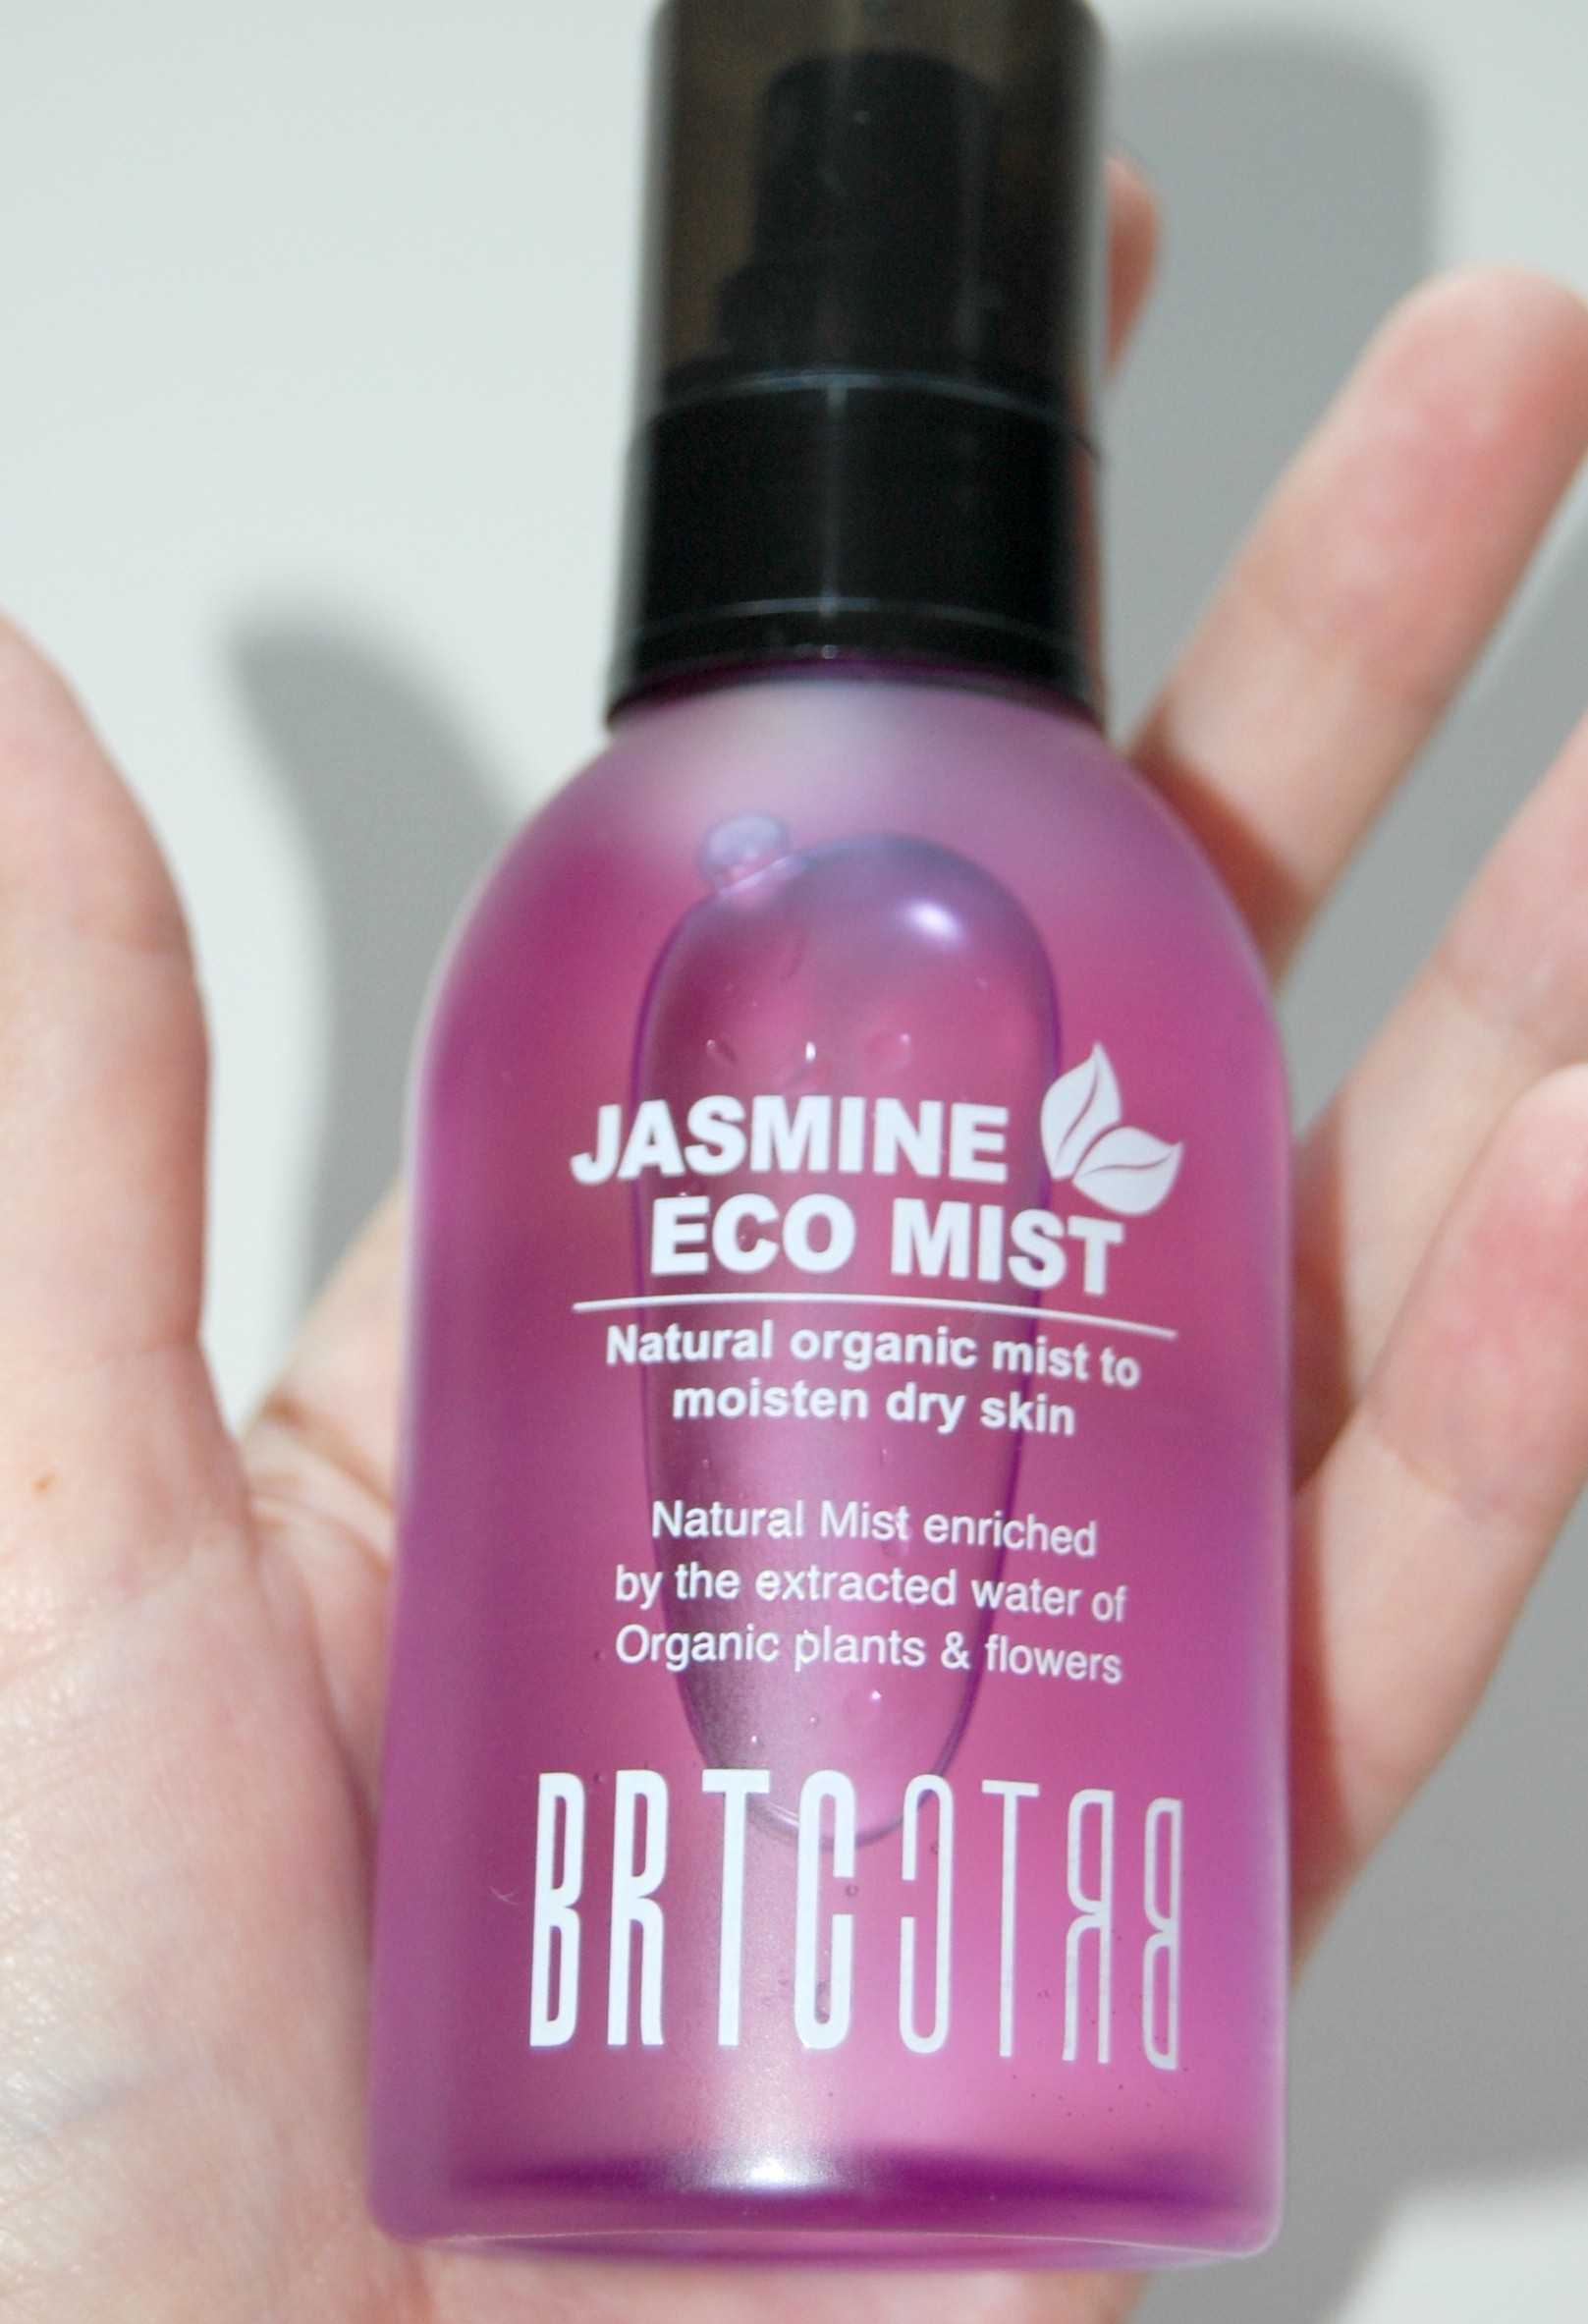 JASMINE
ECO MIST
Natural organic mist to
moisten dry skin
Natural Mist enriched
by the extracted water of
Organic plants & flowers
BRTCCTRB